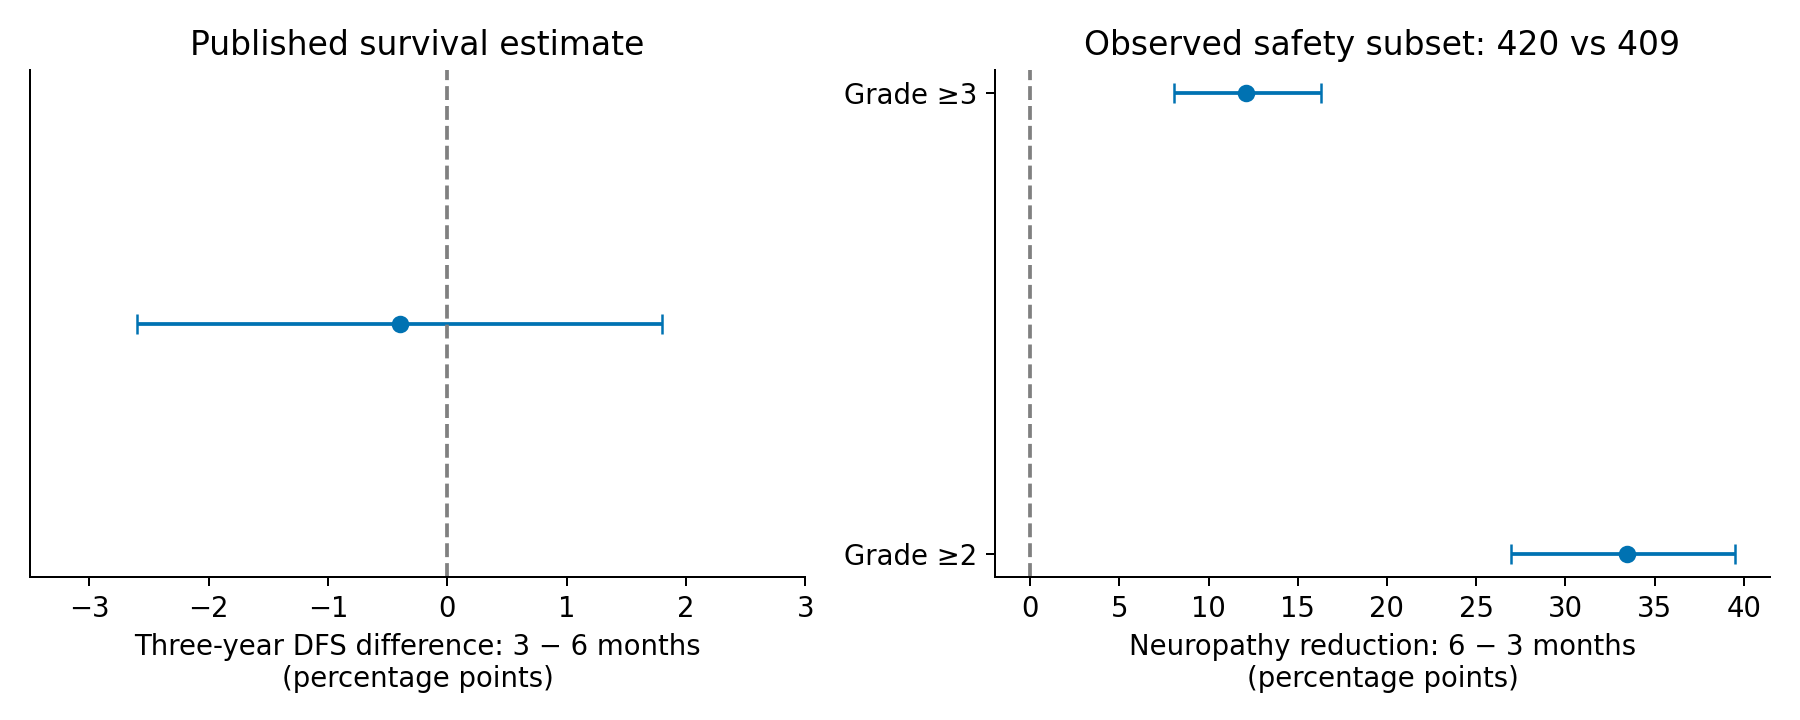 Published survival estimate
−3 −2 −1 0 1 2 3
Three-year DFS difference: 3 − 6 months
(percentage points)
Observed safety subset: 420 vs 409
Grade ≥3
Grade ≥2
0 5 10 15 20 25 30 35 40
Neuropathy reduction: 6 − 3 months
(percentage points)